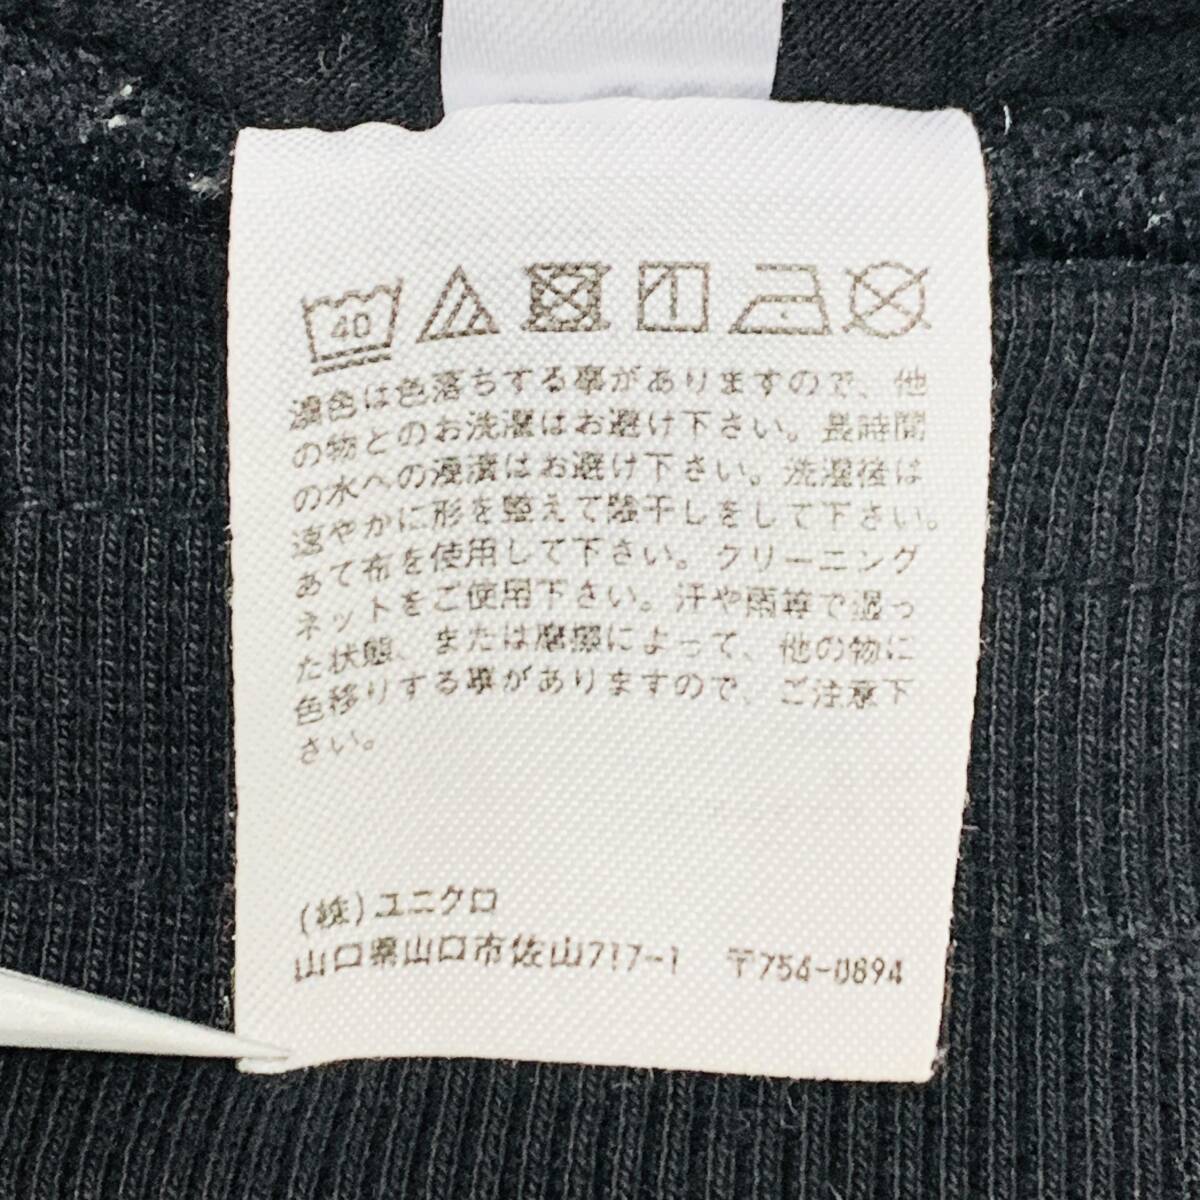 40
濃色は色落ちする事がありますので、他
の物とのお洗濯はお避け下さい。長時間
の水への浸漬はお避け下さい。洗濯後は
速やかに形を整えて陰干しをして下さい。
あて布を使用して下さい。クリーニング
ネットをご使用下さい。汗や雨等で湿っ
た状態、または摩擦によって、他の物に
色移りする事がありますので、ご注意下
さい。
(株)ユニクロ
山口県山口市佐山717-1 〒754-0894